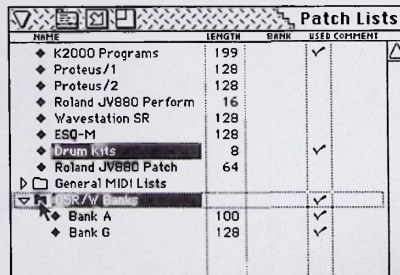 Patch Lists
NAME LENGTH BANK USED COMMENT
K2000 Programs 199
Proteus/1 128
Proteus/2 128
Roland JV880 Perform 16
Wavestation SR 128
ESQ-M 128
Drum Kits 8
Roland JV880 Patch 64
General MIDI Lists
05R/W Banks
Bank A 100
Bank G 128